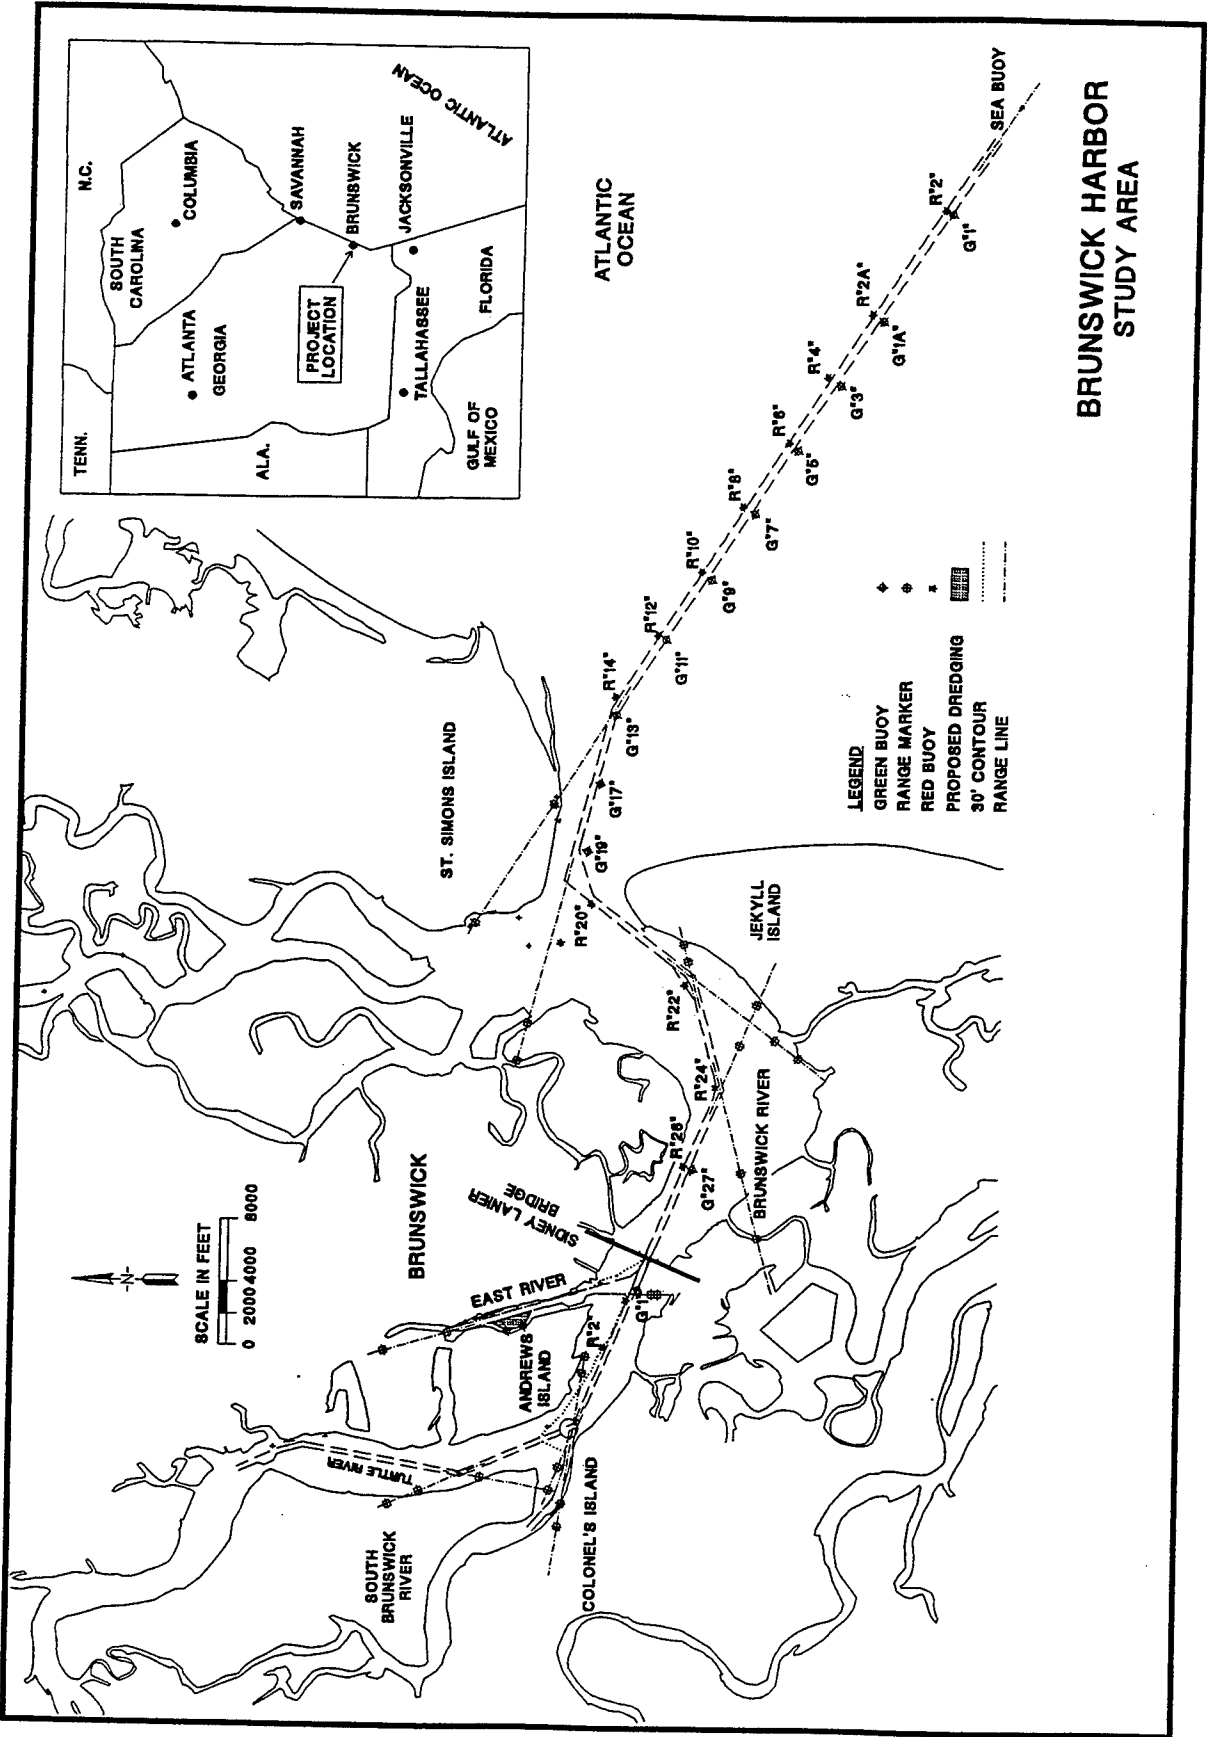 TENN.
N.C.
SOUTH
CAROLINA
COLUMBIA
ATLANTA
GEORGIA
ALA.
SAVANNAH
BRUNSWICK
JACKSONVILLE
PROJECT
LOCATION
TALLAHASSEE
FLORIDA
GULF OF
MEXICO
ATLANTIC OCEAN
ATLANTIC
OCEAN
SCALE IN FEET
0 2000 4000 8000
-N-
BRUNSWICK
ST. SIMONS ISLAND
SIDNEY LANIER
BRIDGE
EAST RIVER
ANDREWS
ISLAND
TURTLE RIVER
SOUTH
BRUNSWICK
RIVER
COLONEL'S ISLAND
BRUNSWICK RIVER
JEKYLL
ISLAND
R"2"
G"1"
G"27"
R"26"
R"24"
R"22"
R"20"
G"19"
G"17"
G"13"
R"14"
G"11"
R"12"
G"9"
R"10"
G"7"
R"8"
G"5"
R"6"
G"3"
R"4"
G"1A"
R"2A"
G"1"
R"2"
SEA BUOY
LEGEND
GREEN BUOY
RANGE MARKER
RED BUOY
PROPOSED DREDGING
30' CONTOUR
RANGE LINE
BRUNSWICK HARBOR
STUDY AREA